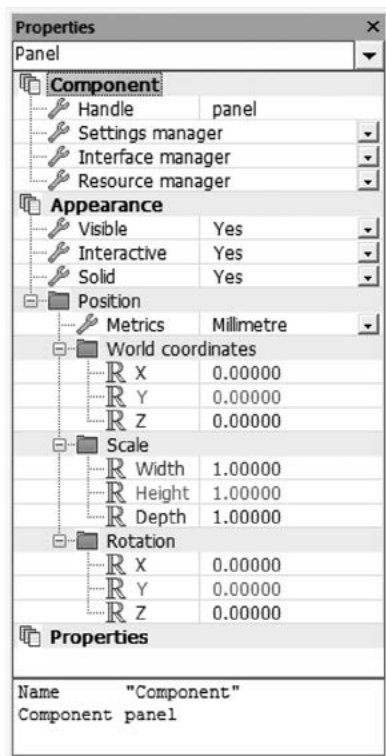 Properties
Panel
Component
Handle panel
Settings manager
Interface manager
Resource manager
Appearance
Visible Yes
Interactive Yes
Solid Yes
Position
Metrics Millimetre
World coordinates
R X 0.00000
R Y 0.00000
R Z 0.00000
Scale
R Width 1.00000
R Height 1.00000
R Depth 1.00000
Rotation
R X 0.00000
R Y 0.00000
R Z 0.00000
Properties
Name "Component"
Component panel